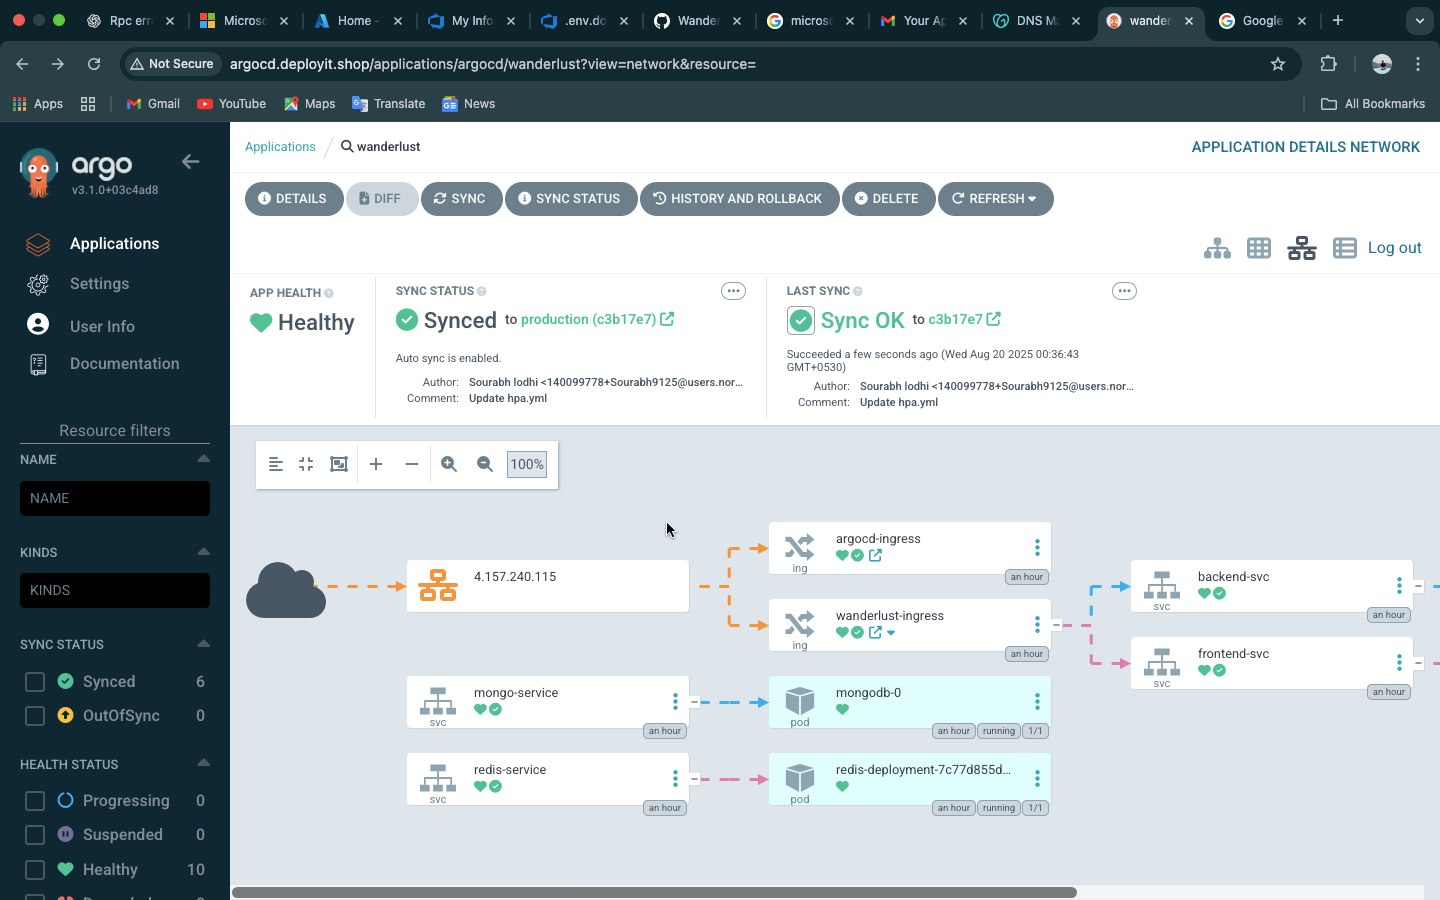 Rpc err
Microso
Home -
My Info
.env.do
Wander
micros
Your Ap
DNS Ma
wander
Google
Not Secure
argocd.deployit.shop/applications/argocd/wanderlust?view=network&resource=
Apps
Gmail
YouTube
Maps
Translate
News
All Bookmarks
argo
v3.1.0+03c4ad8
Applications
Settings
User Info
Documentation
Resource filters
NAME
NAME
KINDS
KINDS
SYNC STATUS
Synced 6
OutOfSync 0
HEALTH STATUS
Progressing 0
Suspended 0
Healthy 10
Applications / wanderlust
APPLICATION DETAILS NETWORK
DETAILS
DIFF
SYNC
SYNC STATUS
HISTORY AND ROLLBACK
DELETE
REFRESH
Log out
APP HEALTH
Healthy
SYNC STATUS
Synced to production (c3b17e7)
Auto sync is enabled.
Author: Sourabh lodhi <140099778+Sourabh9125@users.nor...
Comment: Update hpa.yml
LAST SYNC
Sync OK to c3b17e7
Succeeded a few seconds ago (Wed Aug 20 2025 00:36:43
GMT+0530)
Author: Sourabh lodhi <140099778+Sourabh9125@users.nor...
Comment: Update hpa.yml
100%
4.157.240.115
argocd-ingress
ing
an hour
wanderlust-ingress
ing
an hour
backend-svc
svc
an hour
frontend-svc
svc
an hour
mongo-service
svc
an hour
mongodb-0
pod
an hour
running
1/1
redis-service
svc
an hour
redis-deployment-7c77d855d...
pod
an hour
running
1/1